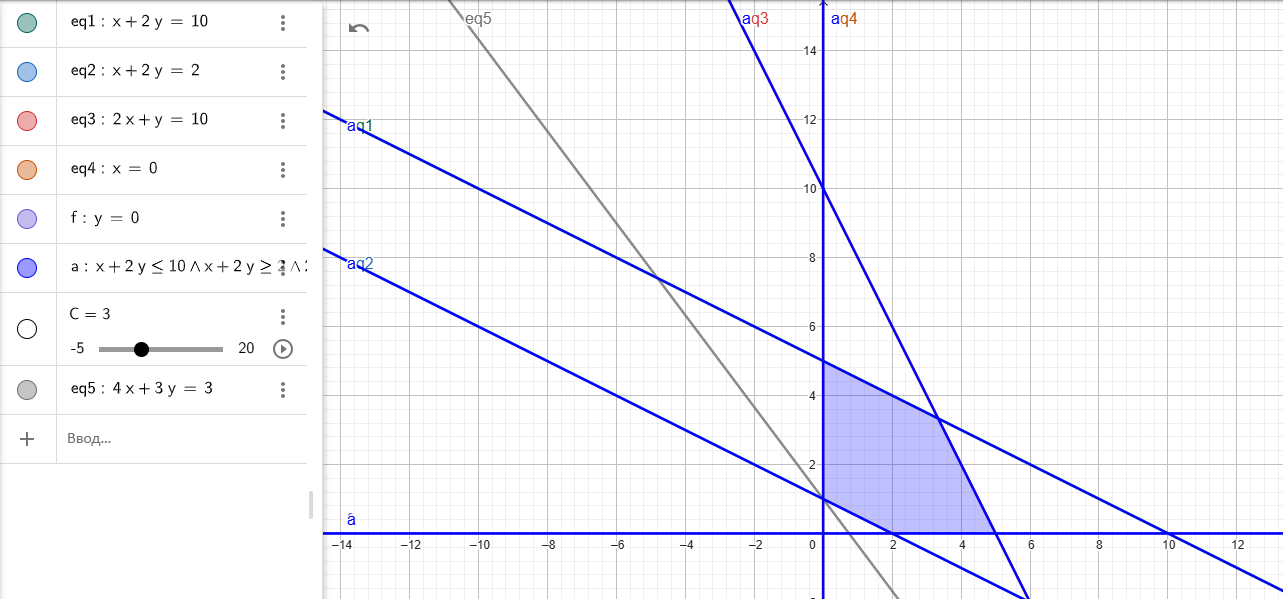 eq1 : x + 2 y = 10
eq2 : x + 2 y = 2
eq3 : 2 x + y = 10
eq4 : x = 0
f : y = 0
a : x + 2 y ≤ 10 ∧ x + 2 y ≥ 2 ∧
C = 3
-5 20
eq5 : 4 x + 3 y = 3
Ввод...
eq5 aq3 aq4
14
aq1 12
10
aq2 8
6
4
2
a
−14 −12 −10 −8 −6 −4 −2 0 2 4 6 8 10 12